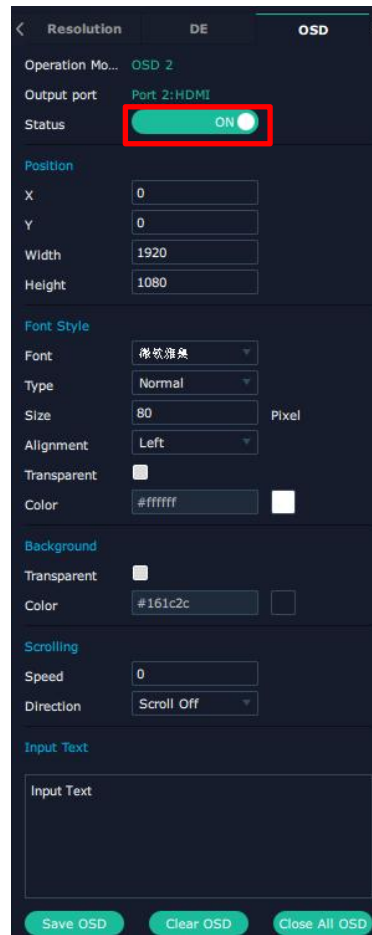 Resolution DE OSD
Operation Mo... OSD 2
Output port Port 2:HDMI
Status ON
Position
X 0
Y 0
Width 1920
Height 1080
Font Style
Font 微软雅黑
Type Normal
Size 80 Pixel
Alignment Left
Transparent
Color #ffffff
Background
Transparent
Color #161c2c
Scrolling
Speed 0
Direction Scroll Off
Input Text
Input Text
Save OSD Clear OSD Close All OSD